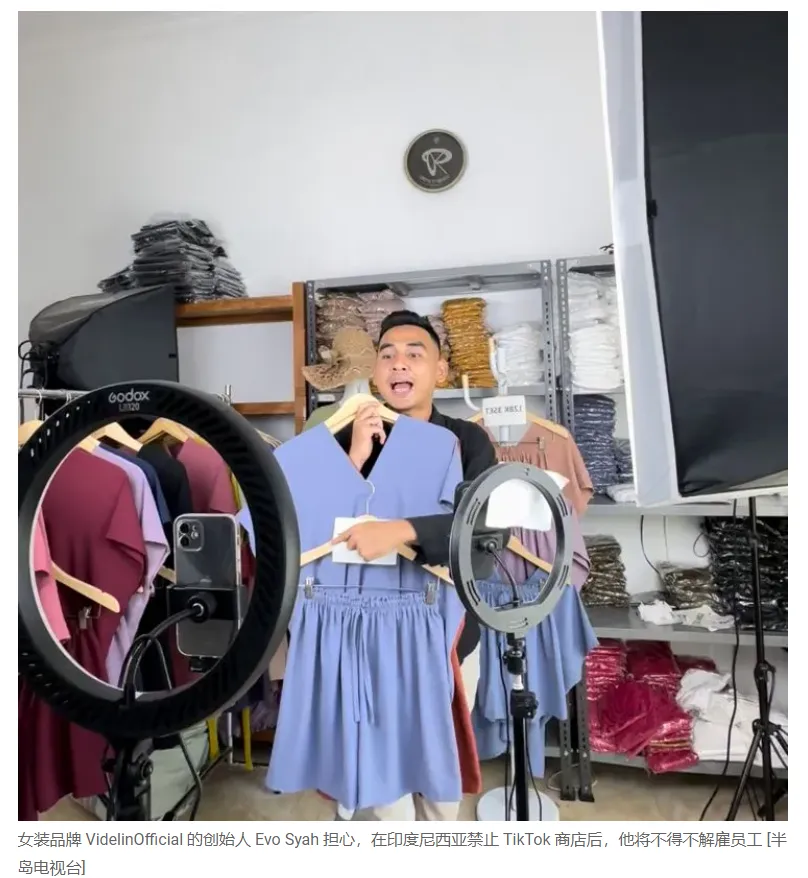 Godox
LR120
女装品牌 VidelinOfficial 的创始人 Evo Syah 担心，在印度尼西亚禁止 TikTok 商店后，他将不得不解雇员工 [半
岛电视台]